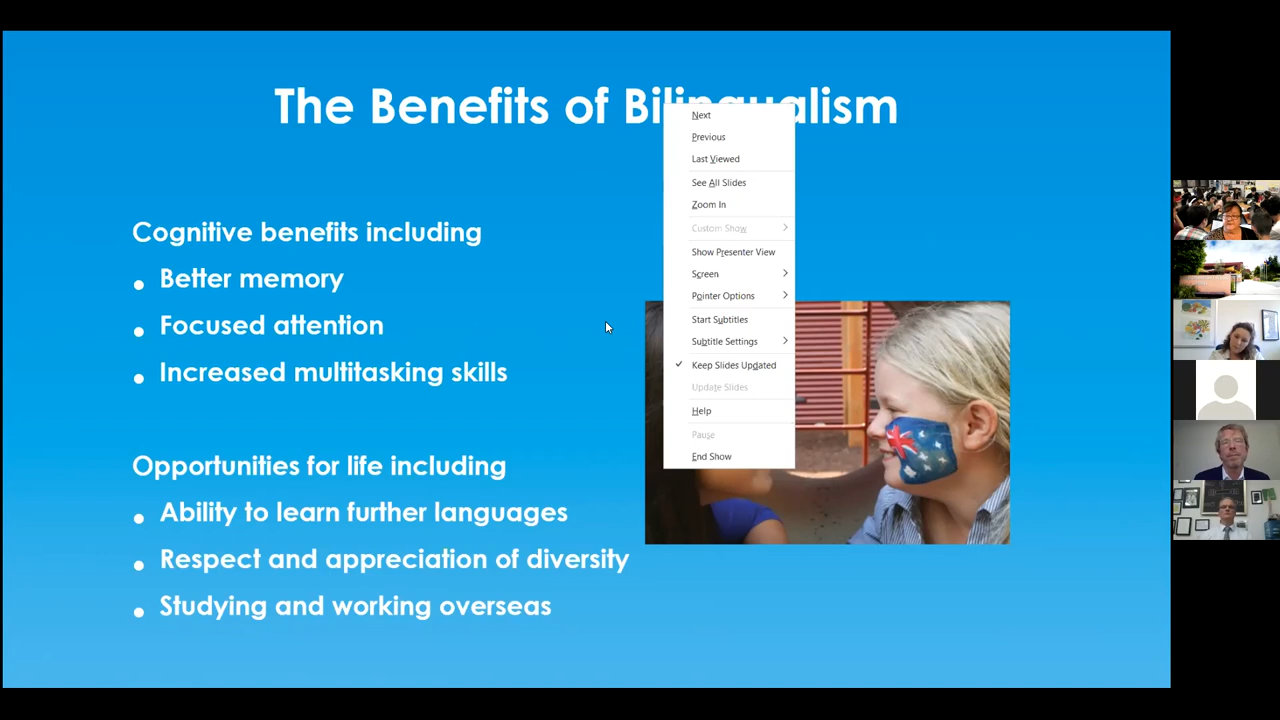 The Benefits of Bilingualism
Cognitive benefits including
• Better memory
• Focused attention
• Increased multitasking skills
Opportunities for life including
• Ability to learn further languages
• Respect and appreciation of diversity
• Studying and working overseas
Next
Previous
Last Viewed
See All Slides
Zoom In
Custom Show
Show Presenter View
Screen
Pointer Options
Start Subtitles
Subtitle Settings
Keep Slides Updated
Update Slides
Help
Pause
End Show